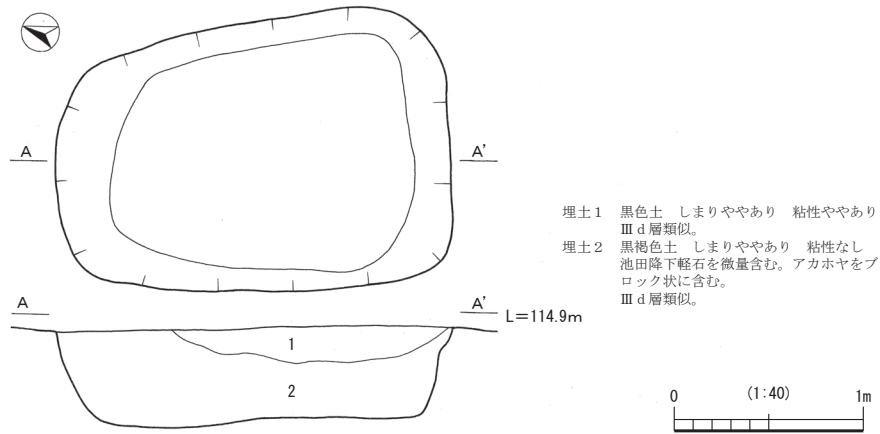 A A'
A A'
L=114.9m
1
2
埋土1 黒色土 しまりややあり 粘性ややあり
Ⅲd層類似。
埋土2 黒褐色土 しまりややあり 粘性なし
池田降下軽石を微量含む。アカホヤをブ
ロック状に含む。
Ⅲd層類似。
0 (1:40) 1m